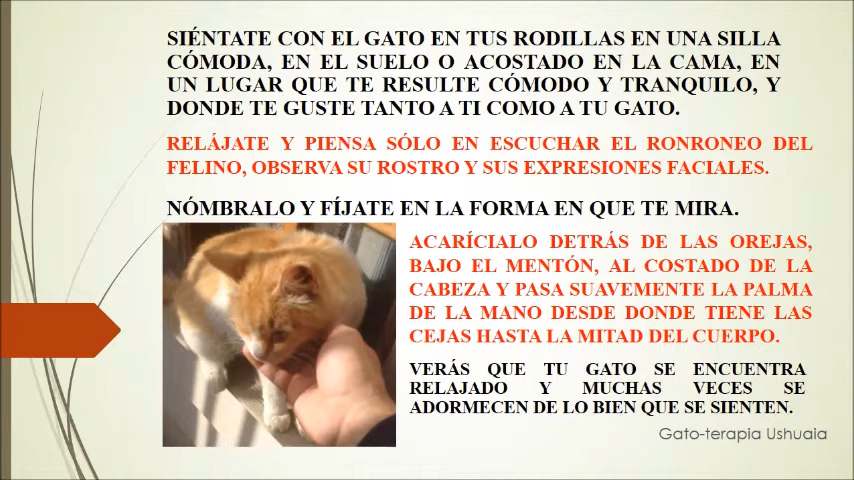 SIÉNTATE CON EL GATO EN TUS RODILLAS EN UNA SILLA
CÓMODA, EN EL SUELO O ACOSTADO EN LA CAMA, EN
UN LUGAR QUE TE RESULTE CÓMODO Y TRANQUILO, Y
DONDE TE GUSTE TANTO A TI COMO A TU GATO.
RELÁJATE Y PIENSA SÓLO EN ESCUCHAR EL RONRONEO DEL
FELINO, OBSERVA SU ROSTRO Y SUS EXPRESIONES FACIALES.
NÓMBRALO Y FÍJATE EN LA FORMA EN QUE TE MIRA.
ACARÍCIALO DETRÁS DE LAS OREJAS,
BAJO EL MENTÓN, AL COSTADO DE LA
CABEZA Y PASA SUAVEMENTE LA PALMA
DE LA MANO DESDE DONDE TIENE LAS
CEJAS HASTA LA MITAD DEL CUERPO.
VERÁS QUE TU GATO SE ENCUENTRA
RELAJADO Y MUCHAS VECES SE
ADORMECEN DE LO BIEN QUE SE SIENTEN.
Gato-terapia Ushuaia